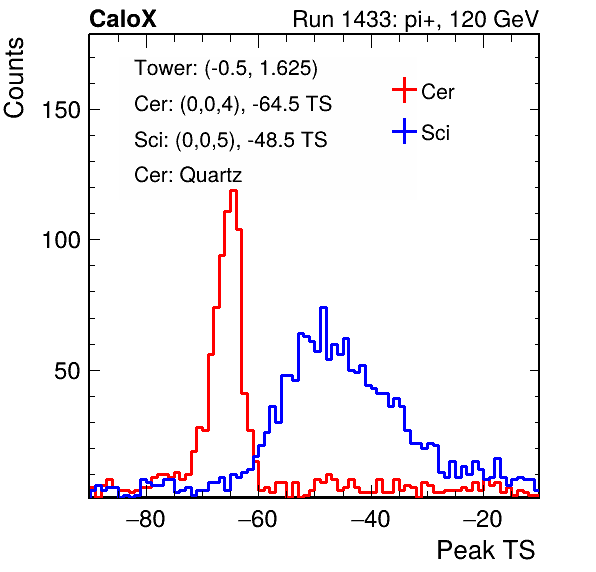 CaloX Run 1433: pi+, 120 GeV
Counts
Tower: (-0.5, 1.625)
Cer: (0,0,4), -64.5 TS
Sci: (0,0,5), -48.5 TS
Cer: Quartz
Cer
Sci
150
100
50
−80 −60 −40 −20
Peak TS